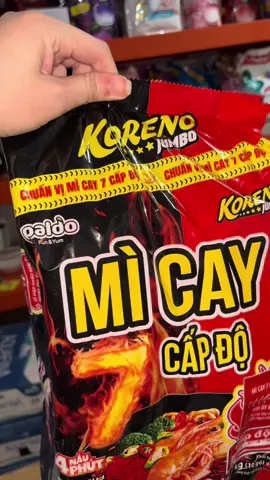 KORENO
JUMBO
CHUẨN VỊ MÌ CAY 7 CẤP ĐỘ
CHUẨN VỊ MÌ CAY 7 CẤP
paldo
Fun & Yum
KORENO
MÌ CAY
7
CẤP ĐỘ
4
NẤU
PHÚT